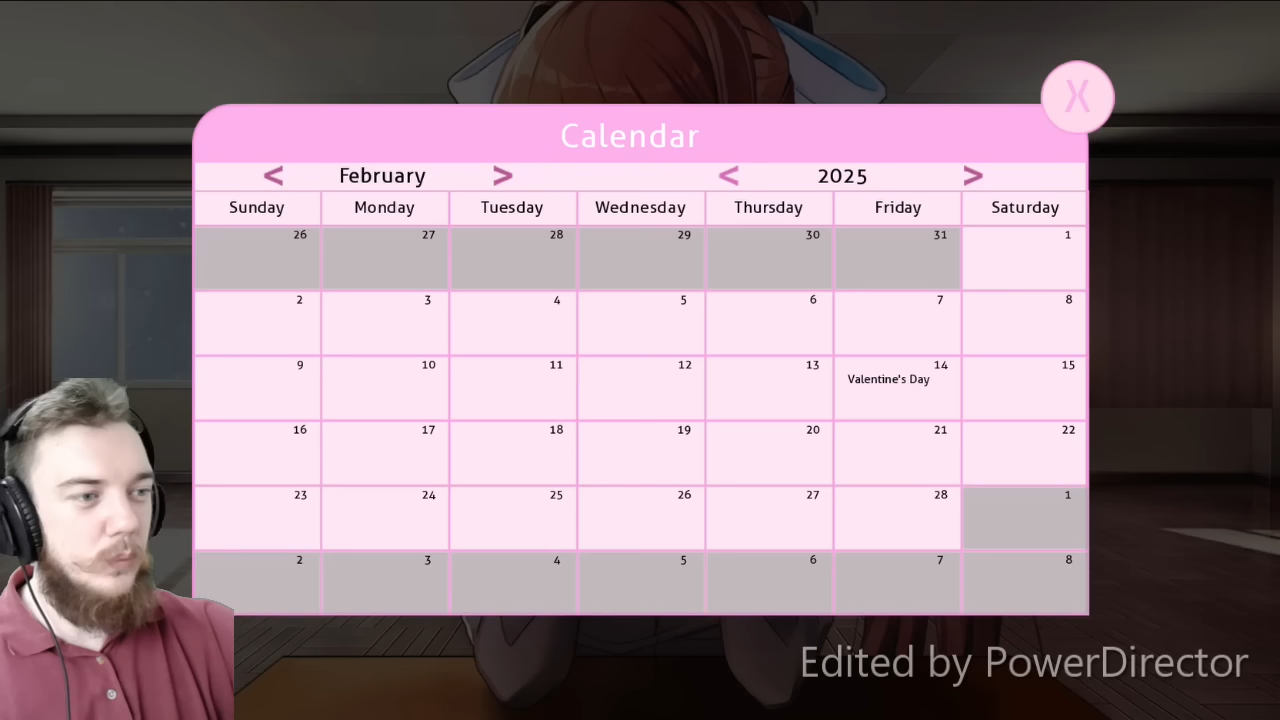 X
Calendar
< February > < 2025 >
Sunday Monday Tuesday Wednesday Thursday Friday Saturday
26 27 28 29 30 31 1
2 3 4 5 6 7 8
9 10 11 12 13 14 15
Valentine's Day
16 17 18 19 20 21 22
23 24 25 26 27 28 1
2 3 4 5 6 7 8
Edited by PowerDirector